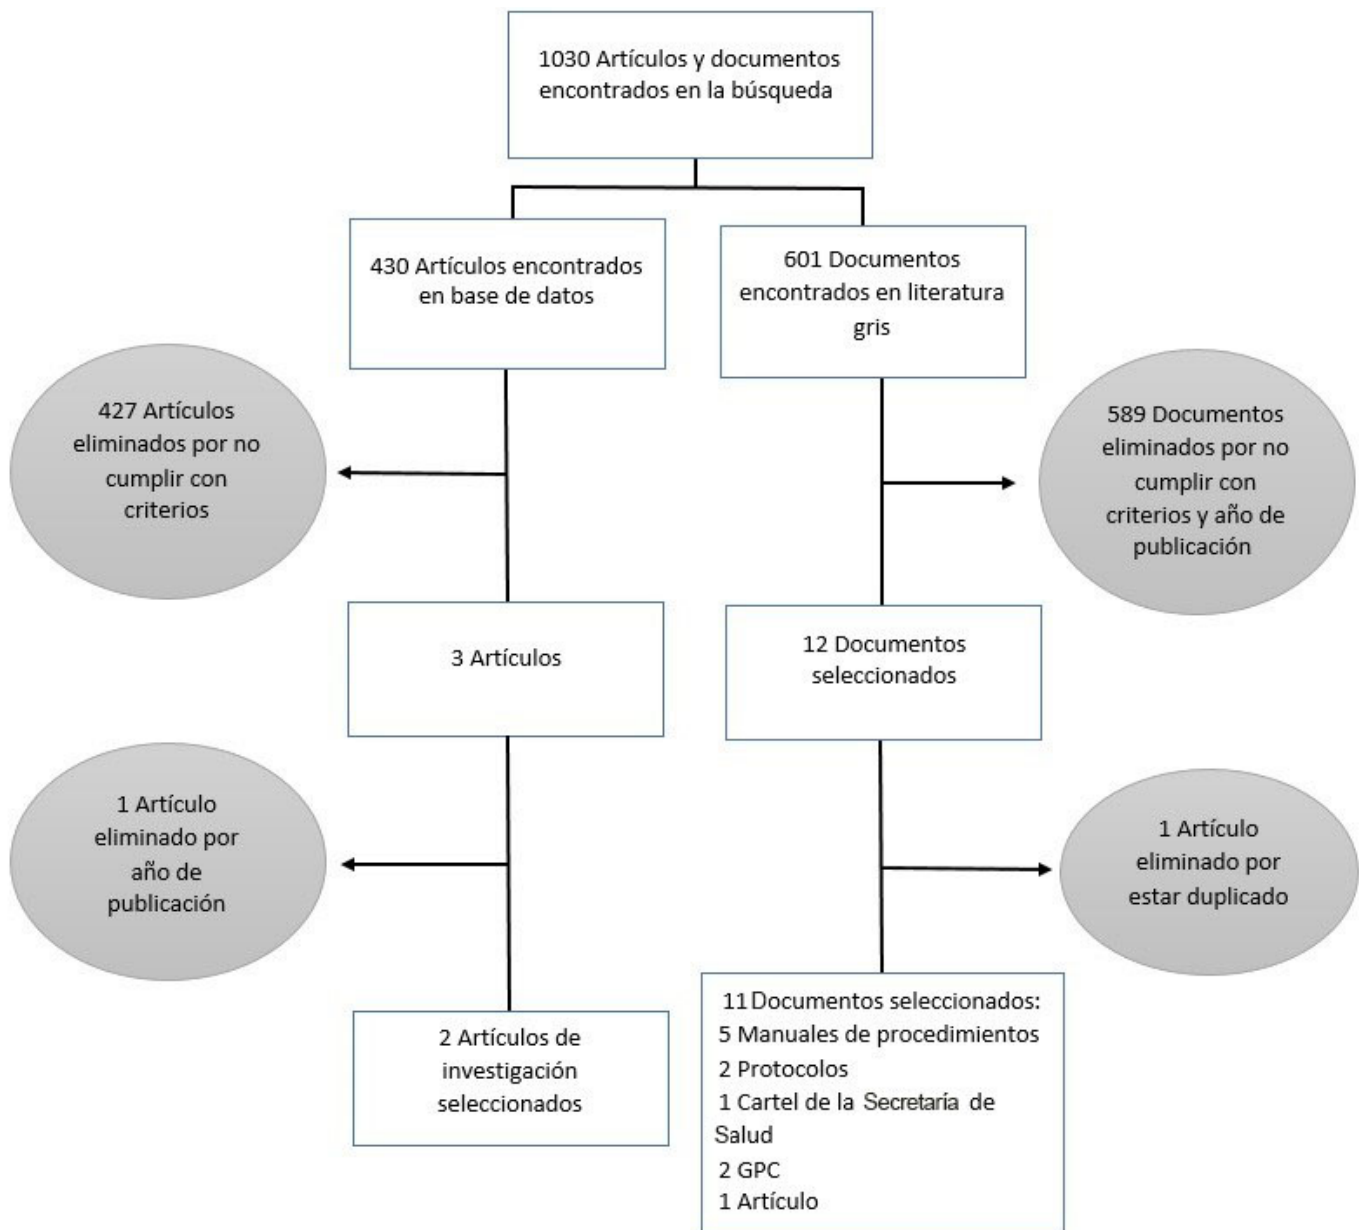 1030 Artículos y documentos
encontrados en la búsqueda
430 Artículos encontrados
en base de datos
601 Documentos
encontrados en literatura
gris
427 Artículos
eliminados por no
cumplir con
criterios
589 Documentos
eliminados por no
cumplir con
criterios y año de
publicación
3 Artículos
12 Documentos
seleccionados
1 Artículo
eliminado por
año de
publicación
1 Artículo
eliminado por
estar duplicado
2 Artículos de
investigación
seleccionados
11 Documentos seleccionados:
5 Manuales de procedimientos
2 Protocolos
1 Cartel de la Secretaría de
Salud
2 GPC
1 Artículo